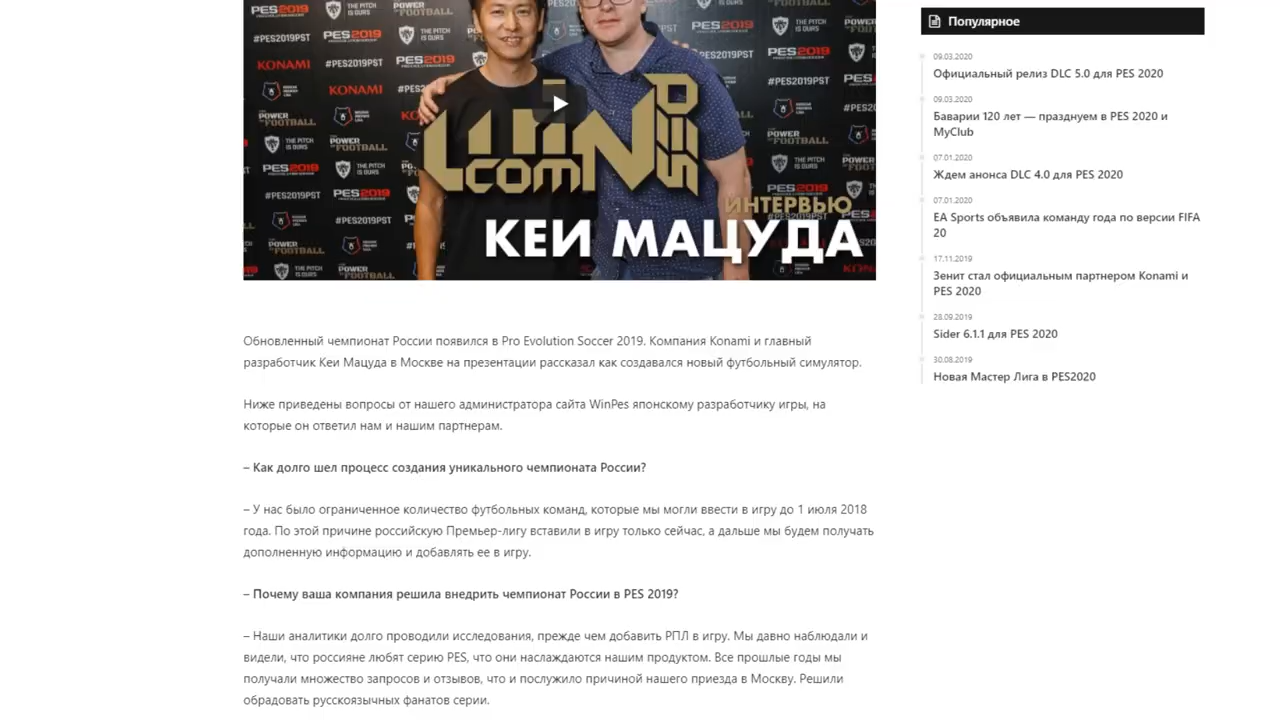 WINPES
.com
ИНТЕРВЬЮ
КЕИ МАЦУДА
Обновленный чемпионат России появился в Pro Evolution Soccer 2019. Компания Konami и главный
разработчик Кеи Мацуда в Москве на презентации рассказал как создавался новый футбольный симулятор.
Ниже приведены вопросы от нашего администратора сайта WinPes японскому разработчику игры, на
которые он ответил нам и нашим партнерам.
– Как долго шел процесс создания уникального чемпионата России?
– У нас было ограниченное количество футбольных команд, которые мы могли ввести в игру до 1 июля 2018
года. По этой причине российскую Премьер-лигу вставили в игру только сейчас, а дальше мы будем получать
дополненную информацию и добавлять ее в игру.
– Почему ваша компания решила внедрить чемпионат России в PES 2019?
– Наши аналитики долго проводили исследования, прежде чем добавить РПЛ в игру. Мы давно наблюдали и
видели, что россияне любят серию PES, что они наслаждаются нашим продуктом. Все прошлые годы мы
получали множество запросов и отзывов, что и послужило причиной нашего приезда в Москву. Решили
обрадовать русскоязычных фанатов серии.
Популярное
09.03.2020
Официальный релиз DLC 5.0 для PES 2020
09.03.2020
Баварии 120 лет — празднуем в PES 2020 и
MyClub
07.01.2020
Ждем анонса DLC 4.0 для PES 2020
07.01.2020
EA Sports объявила команду года по версии FIFA
20
17.11.2019
Зенит стал официальным партнером Konami и
PES 2020
28.09.2019
Sider 6.1.1 для PES 2020
30.08.2019
Новая Мастер Лига в PES2020